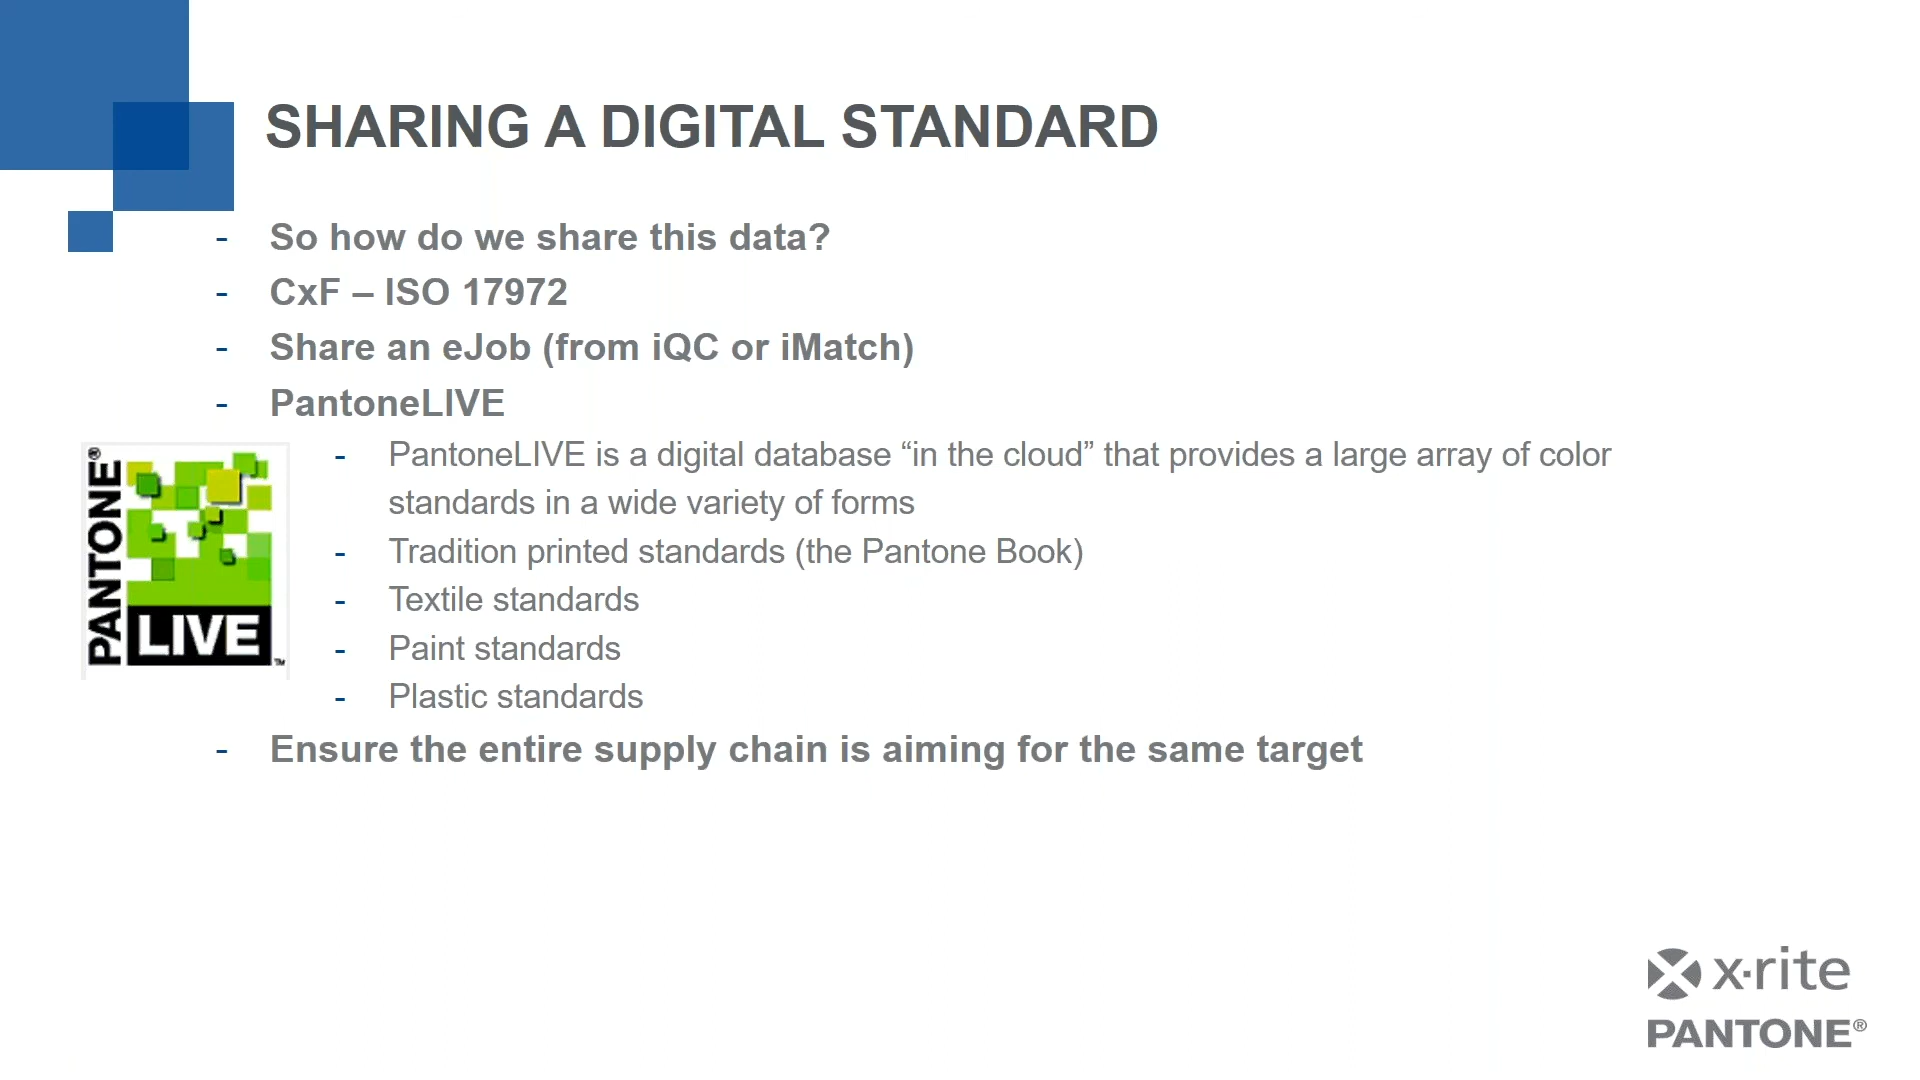 SHARING A DIGITAL STANDARD
- So how do we share this data?
- CxF – ISO 17972
- Share an eJob (from iQC or iMatch)
- PantoneLIVE
- PantoneLIVE is a digital database “in the cloud” that provides a large array of color
standards in a wide variety of forms
- Tradition printed standards (the Pantone Book)
- Textile standards
- Paint standards
- Plastic standards
- Ensure the entire supply chain is aiming for the same target
PANTONE®
LIVE™
x·rite
PANTONE®